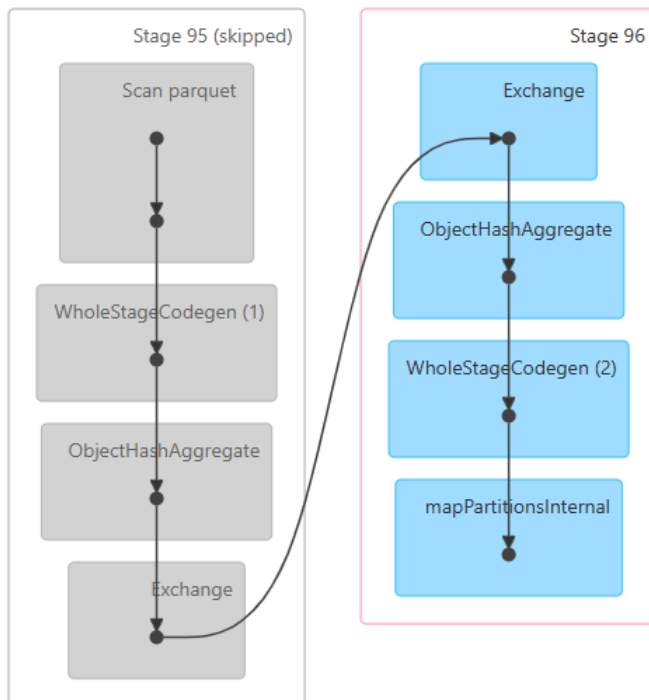 Stage 95 (skipped)
Scan parquet
WholeStageCodegen (1)
ObjectHashAggregate
Exchange
Stage 96
Exchange
ObjectHashAggregate
WholeStageCodegen (2)
mapPartitionsInternal